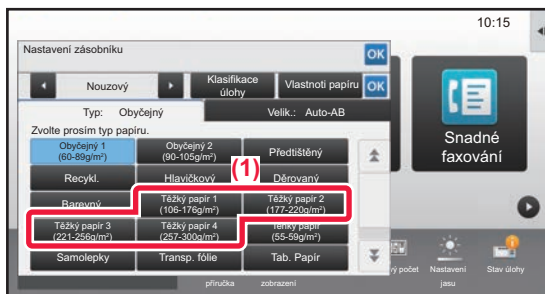 10:15
Nastavení zásobníku
OK
Nouzový
Klasifikace
úlohy
Vlastnoti papíru
OK
Typ: Obyčejný
Velik.: Auto-AB
Zvolte prosím typ papíru.
Obyčejný 1
(60-89g/m²)
Obyčejný 2
(90-105g/m²)
Předtištěný
Recykl.
Hlavičkový
(1)
Děrovaný
Barevný
Těžký papír 1
(106-176g/m²)
Těžký papír 2
(177-220g/m²)
Těžký papír 3
(221-256g/m²)
Těžký papír 4
(257-300g/m²)
Tenký papír
(55-59g/m²)
Samolepky
Transp. fólie
Tab. Papír
Snadné
faxování
počet
Nastavení
jasu
Stav úlohy
příručka
zobrazení